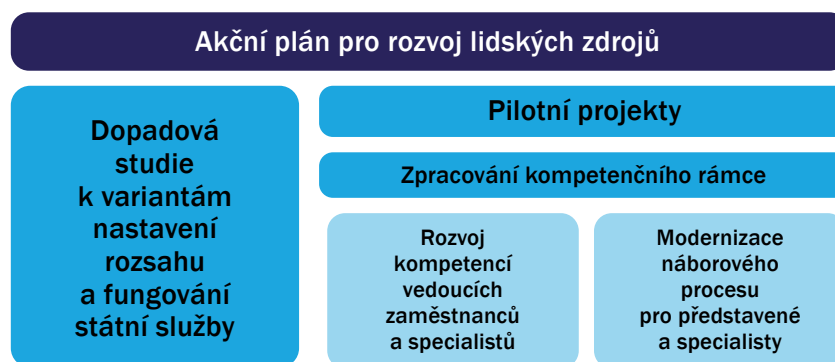 Akční plán pro rozvoj lidských zdrojů
Dopadová
studie
k variantám
nastavení
rozsahu
a fungování
státní služby
Pilotní projekty
Zpracování kompetenčního rámce
Rozvoj
kompetencí
vedoucích
zaměstnanců
a specialistů
Modernizace
náborového
procesu
pro představené
a specialisty